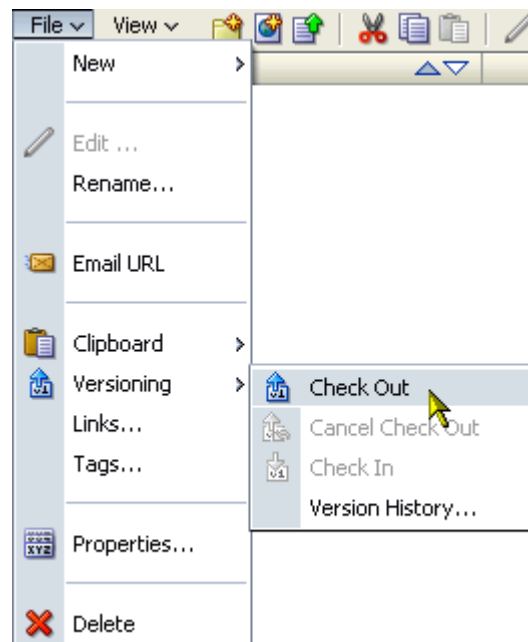 File View
New
Edit ...
Rename...
Email URL
Clipboard
Versioning
Links...
Tags...
Properties...
Delete
Check Out
Cancel Check Out
Check In
Version History...